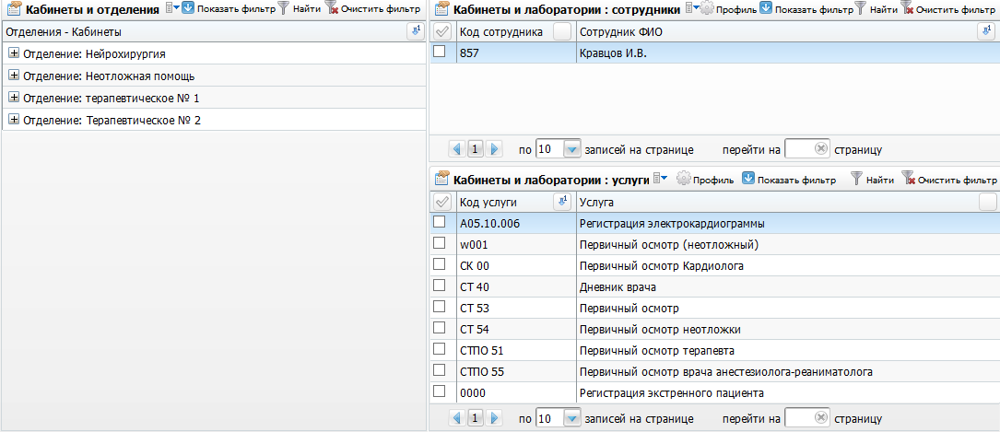 Кабинеты и отделения Показать фильтр Найти Очистить фильтр
Отделения - Кабинеты
Отделение: Нейрохирургия
Отделение: Неотложная помощь
Отделение: терапевтическое № 1
Отделение: Терапевтическое № 2
Кабинеты и лаборатории : сотрудники Профиль Показать фильтр Найти Очистить фильтр
Код сотрудника Сотрудник ФИО
857 Кравцов И.В.
1 по 10 записей на странице перейти на страницу
Кабинеты и лаборатории : услуги Профиль Показать фильтр Найти Очистить фильтр
Код услуги Услуга
A05.10.006 Регистрация электрокардиограммы
w001 Первичный осмотр (неотложный)
СК 00 Первичный осмотр Кардиолога
СТ 40 Дневник врача
СТ 53 Первичный осмотр
СТ 54 Первичный осмотр неотложки
СТПО 51 Первичный осмотр терапевта
СТПО 55 Первичный осмотр врача анестезиолога-реаниматолога
0000 Регистрация экстренного пациента
1 по 10 записей на странице перейти на страницу